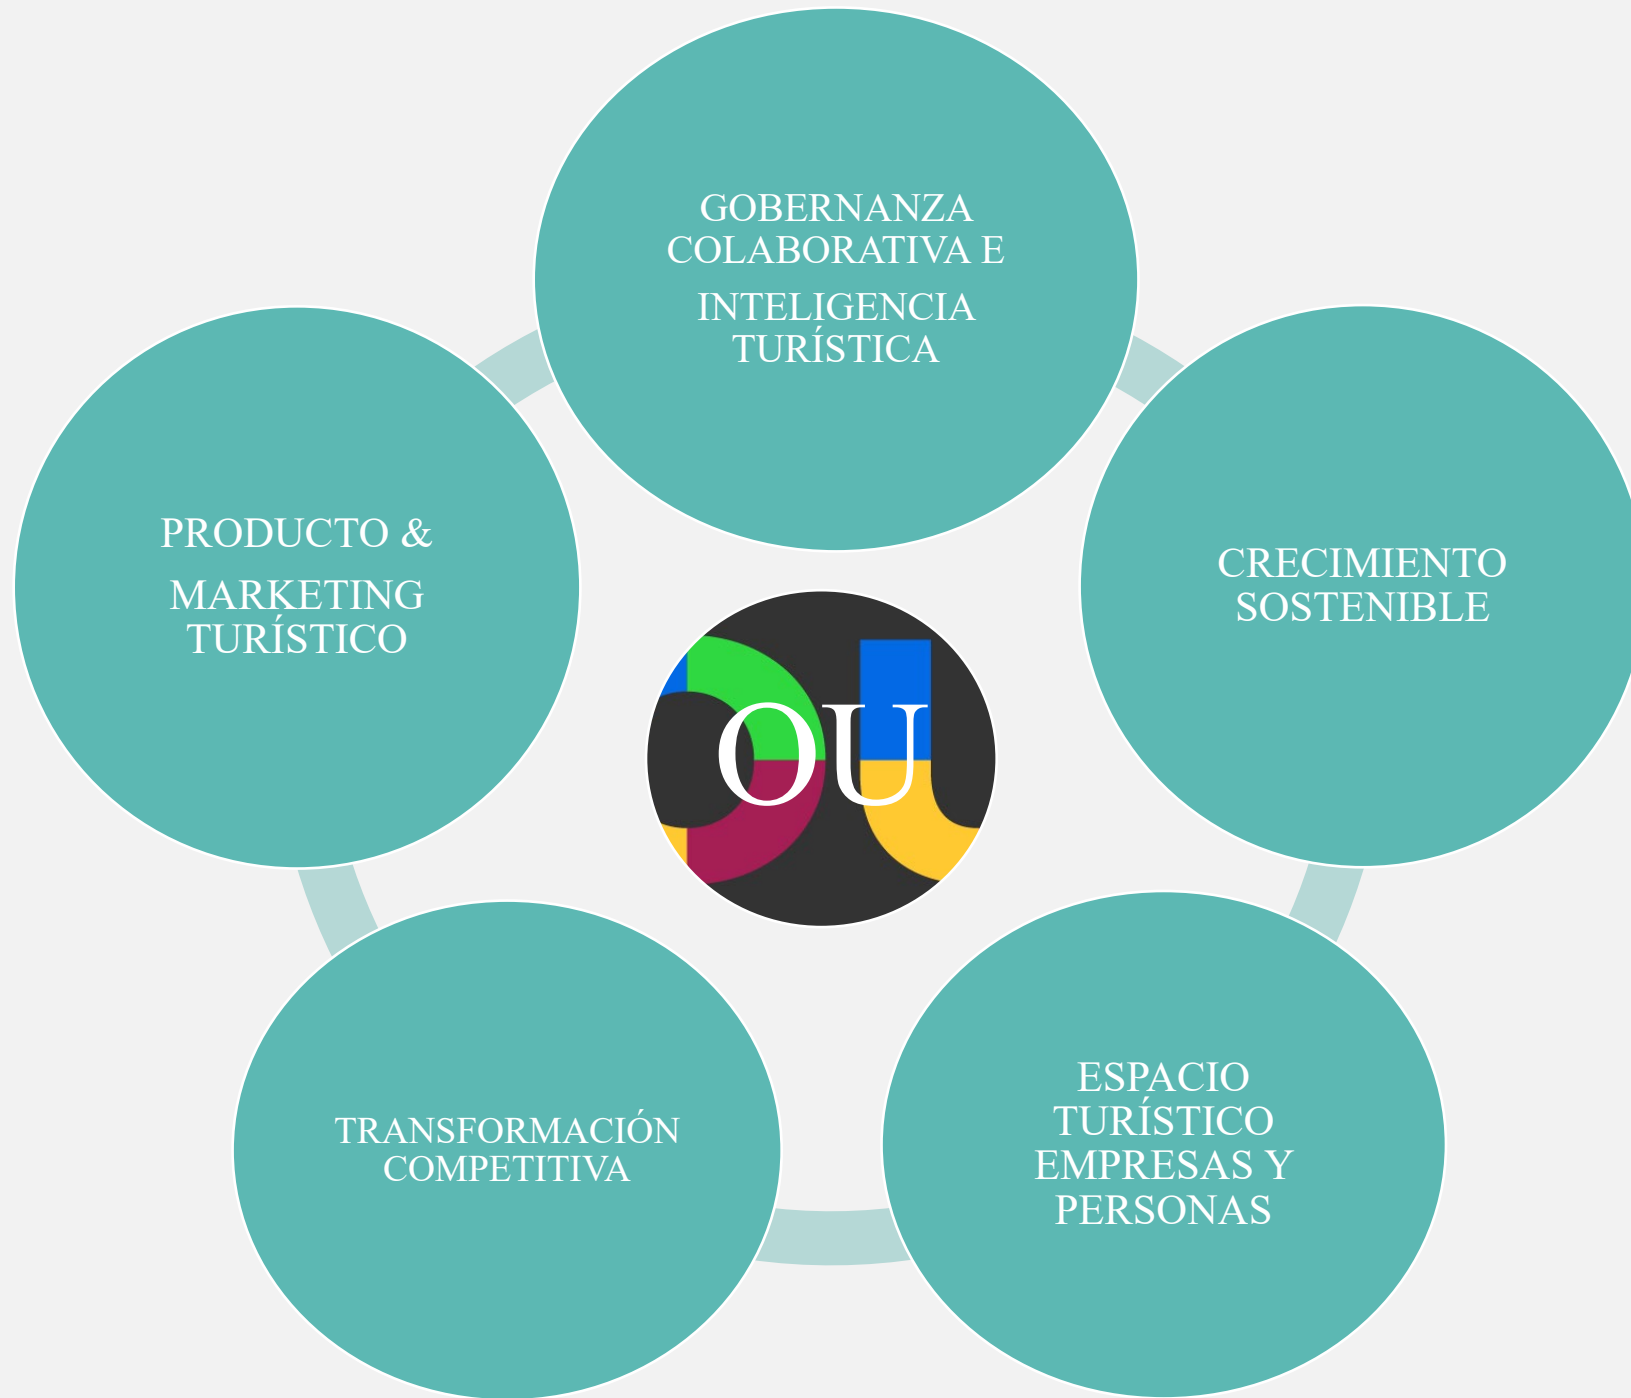 GOBERNANZA
COLABORATIVA E
INTELIGENCIA
TURÍSTICA
CRECIMIENTO
SOSTENIBLE
ESPACIO
TURÍSTICO
EMPRESAS Y
PERSONAS
TRANSFORMACIÓN
COMPETITIVA
PRODUCTO &
MARKETING
TURÍSTICO
OU